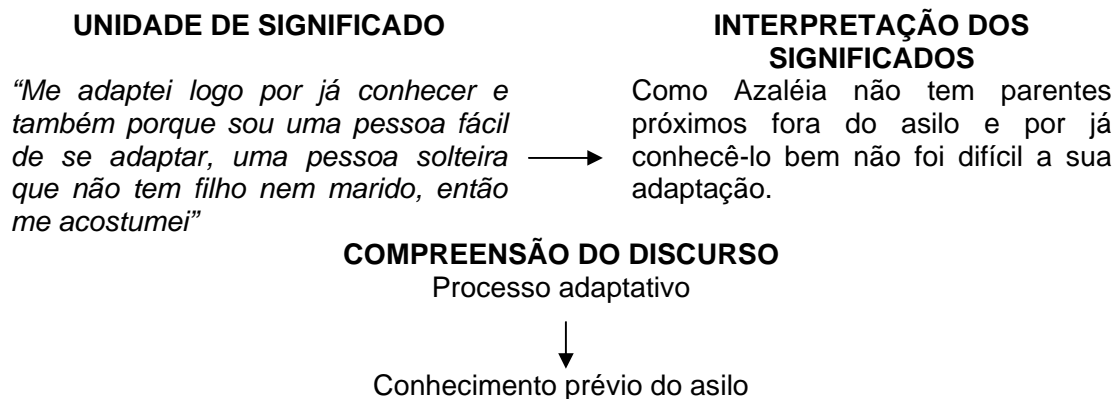 UNIDADE DE SIGNIFICADO
“Me adaptei logo por já conhecer e
também porque sou uma pessoa fácil
de se adaptar, uma pessoa solteira
que não tem filho nem marido, então
me acostumei”
INTERPRETAÇÃO DOS
SIGNIFICADOS
Como Azaléia não tem parentes
próximos fora do asilo e por já
conhecê-lo bem não foi difícil a sua
adaptação.
COMPREENSÃO DO DISCURSO
Processo adaptativo
Conhecimento prévio do asilo